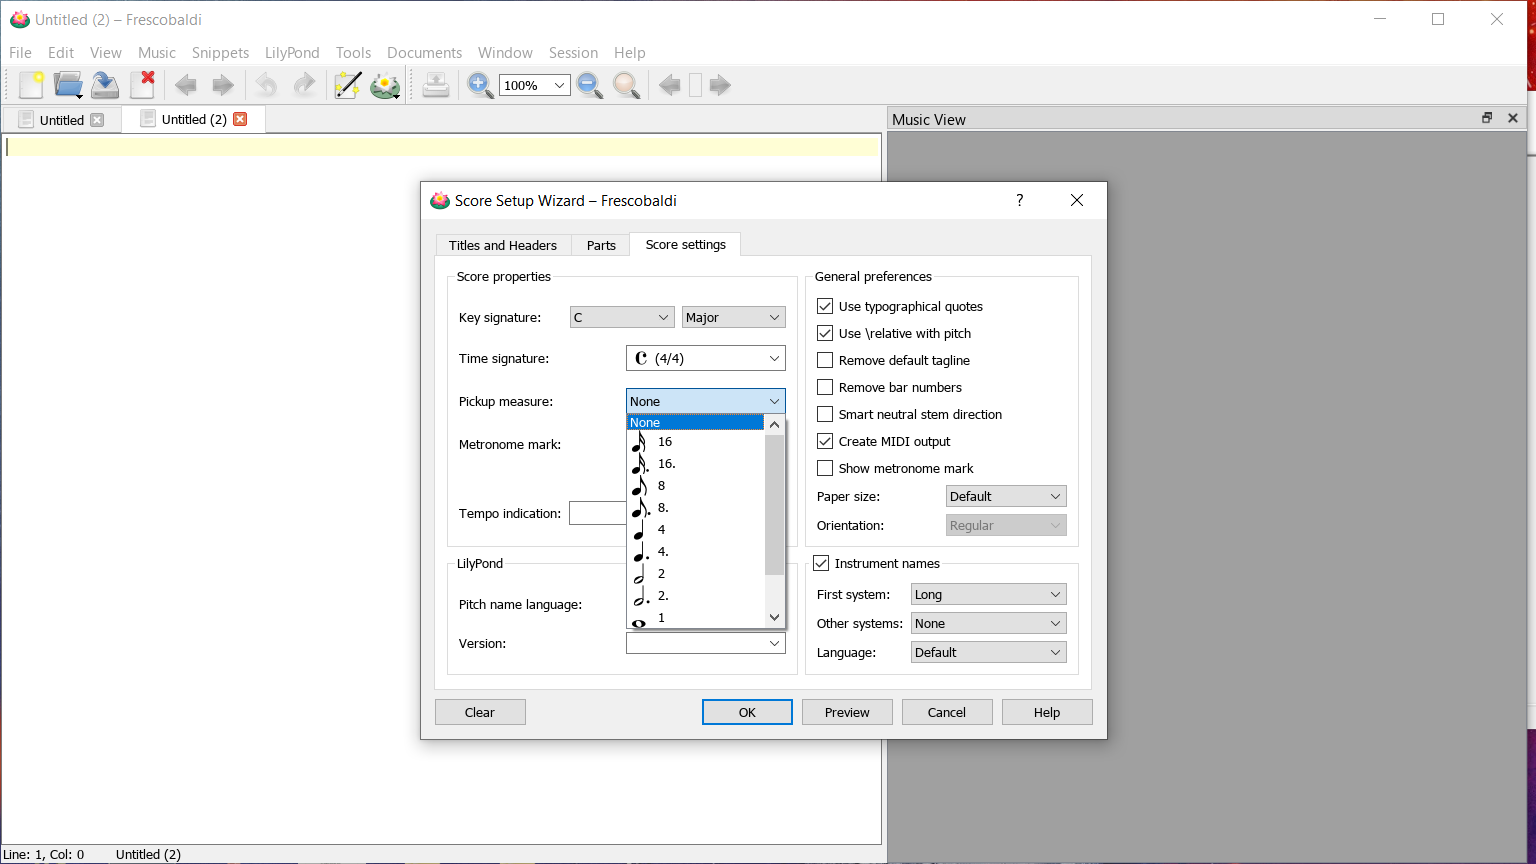 Untitled (2) – Frescobaldi
File Edit View Music Snippets LilyPond Tools Documents Window Session Help
100%
Untitled
Untitled (2)
Music View
Score Setup Wizard – Frescobaldi
?
Titles and Headers
Parts
Score settings
Score properties
Key signature:
C
Major
Time signature:
(4/4)
Pickup measure:
None
None
16
16.
8
8.
4
4.
2
2.
1
Metronome mark:
Tempo indication:
LilyPond
Pitch name language:
Version:
General preferences
Use typographical quotes
Use \relative with pitch
Remove default tagline
Remove bar numbers
Smart neutral stem direction
Create MIDI output
Show metronome mark
Paper size:
Default
Orientation:
Regular
Instrument names
First system:
Long
Other systems:
None
Language:
Default
Clear
OK
Preview
Cancel
Help
Line: 1, Col: 0
Untitled (2)